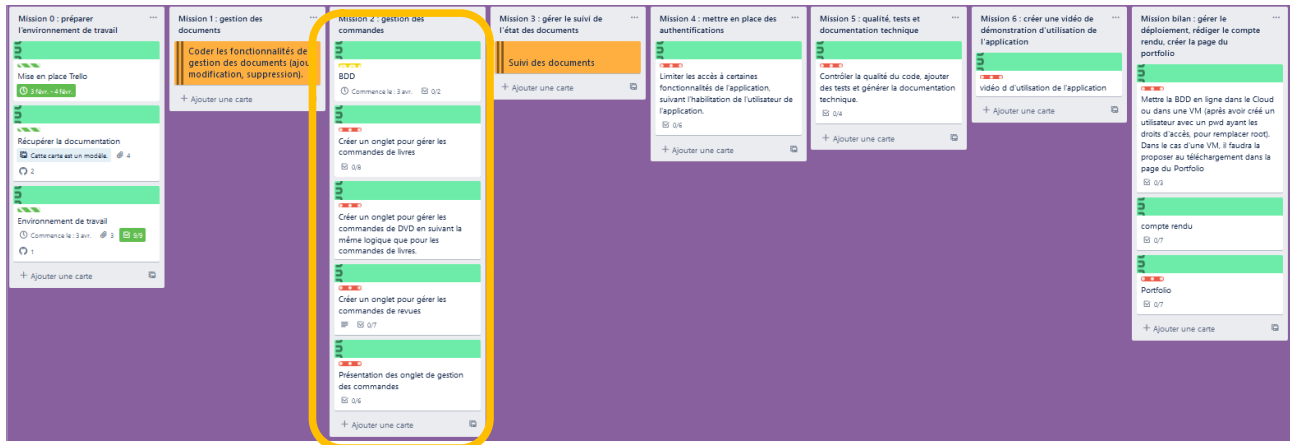 Mission 0 : préparer
l'environnement de travail
Mise en place Trello
3 févr. - 4 févr.
Récupérer la documentation
Cette carte est un modèle.
4
2
Environnement de travail
Commence le : 3 avr.
3
9/9
1
+ Ajouter une carte
Mission 1 : gestion des
documents
Coder les fonctionnalités de
gestion des documents (ajou
modification, suppression).
+ Ajouter une carte
Mission 2 : gestion des
commandes
BDD
Commence le : 3 avr.
0/2
Créer un onglet pour gérer les
commandes de livres
0/8
Créer un onglet pour gérer les
commandes de DVD en suivant la
même logique que pour les
commandes de livres.
Créer un onglet pour gérer les
commandes de revues
0/7
Présentation des onglet de gestion
des commandes
0/6
+ Ajouter une carte
Mission 3 : gérer le suivi de
l'état des documents
Suivi des documents
+ Ajouter une carte
Mission 4 : mettre en place des
authentifications
Limiter les accès à certaines
fonctionnalités de l'application,
suivant l'habilitation de l'utilisateur de
l'application.
0/6
+ Ajouter une carte
Mission 5 : qualité, tests et
documentation technique
Contrôler la qualité du code, ajouter
des tests et générer la documentation
technique.
0/4
+ Ajouter une carte
Mission 6 : créer une vidéo de
démonstration d'utilisation de
l'application
vidéo d d'utilisation de l'application
+ Ajouter une carte
Mission bilan : gérer le
déploiement, rédiger le compte
rendu, créer la page du
portfolio
Mettre la BDD en ligne dans le Cloud
ou dans une VM (après avoir créé un
utilisateur avec un pwd ayant les
droits d'accès, pour remplacer root).
Dans le cas d'une VM, il faudra la
proposer au téléchargement dans la
page du Portfolio
0/3
compte rendu
0/7
Portfolio
0/7
+ Ajouter une carte